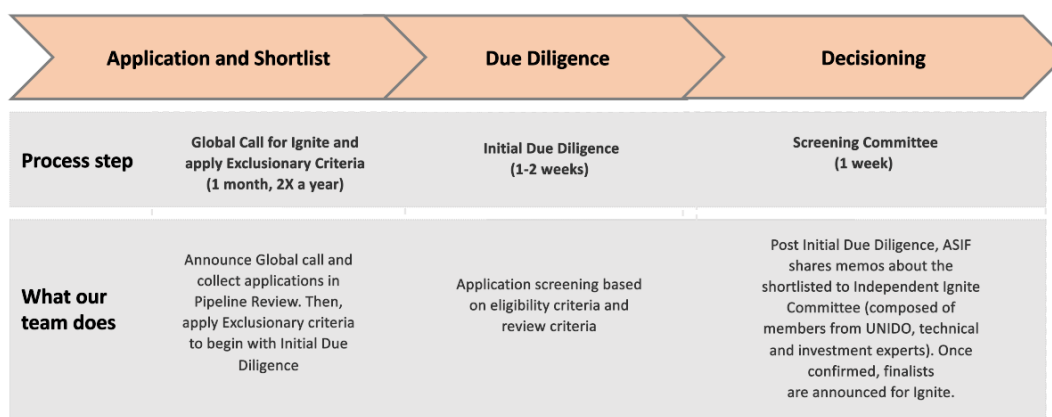 Application and Shortlist
Due Diligence
Decisioning
Process step
Global Call for Ignite and
apply Exclusionary Criteria
(1 month, 2X a year)
Initial Due Diligence
(1-2 weeks)
Screening Committee
(1 week)
What our
team does
Announce Global call and
collect applications in
Pipeline Review. Then,
apply Exclusionary criteria
to begin with Initial Due
Diligence
Application screening based
on eligibility criteria and
review criteria
Post Initial Due Diligence, ASIF
shares memos about the
shortlisted to Independent Ignite
Committee (composed of
members from UNIDO, technical
and investment experts). Once
confirmed, finalists
are announced for Ignite.